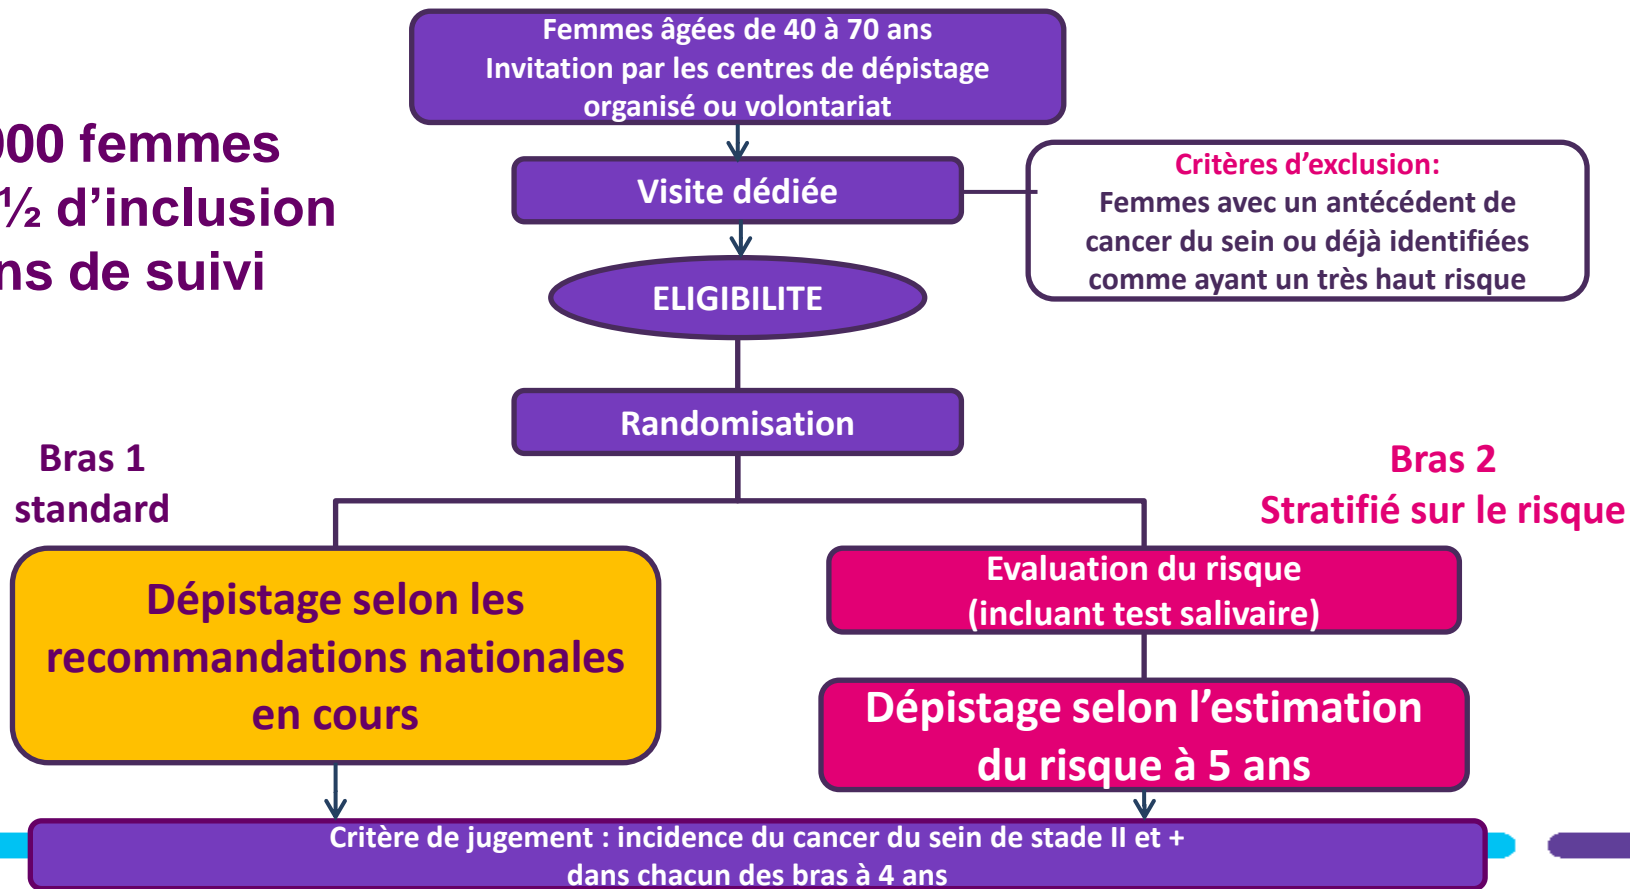 Femmes âgées de 40 à 70 ans
Invitation par les centres de dépistage
organisé ou volontariat
000 femmes
½ d’inclusion
ns de suivi
Visite dédiée
Critères d’exclusion:
Femmes avec un antécédent de
cancer du sein ou déjà identifiées
comme ayant un très haut risque
ELIGIBILITE
Randomisation
Bras 1
standard
Bras 2
Stratifié sur le risque
Dépistage selon les
recommandations nationales
en cours
Evaluation du risque
(incluant test salivaire)
Dépistage selon l’estimation
du risque à 5 ans
Critère de jugement : incidence du cancer du sein de stade II et +
dans chacun des bras à 4 ans